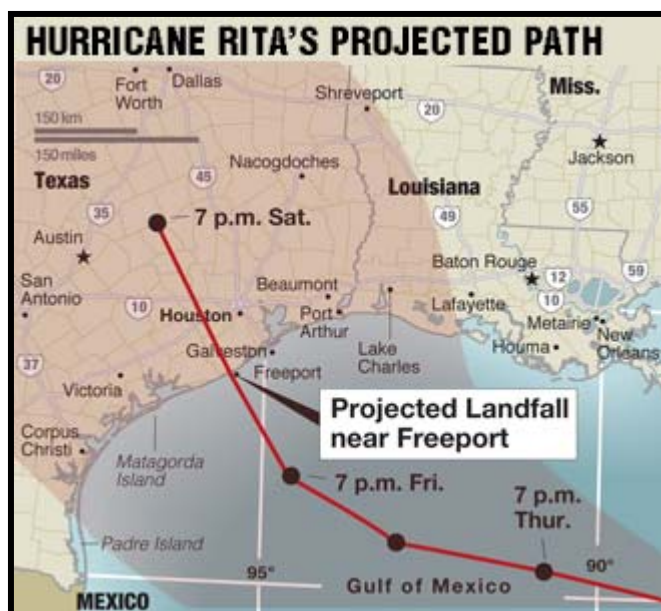 HURRICANE RITA'S PROJECTED PATH
20
Fort
Worth
Dallas
Shreveport
20
Miss.
150 km
150 miles
Jackson
Nacogdoches
Texas
45
Louisiana
35
49
55
7 p.m. Sat.
Austin
Baton Rouge
59
12
San
Antonio
Beaumont
10
Houston
Port
Arthur
Lafayette
10
Metairie
New
Orleans
Galveston
Lake
Charles
Houma
37
Freeport
Victoria
Projected Landfall
near Freeport
Corpus
Christi
Matagorda
Island
7 p.m. Fri.
7 p.m.
Thur.
Padre Island
95°
90°
Gulf of Mexico
MEXICO